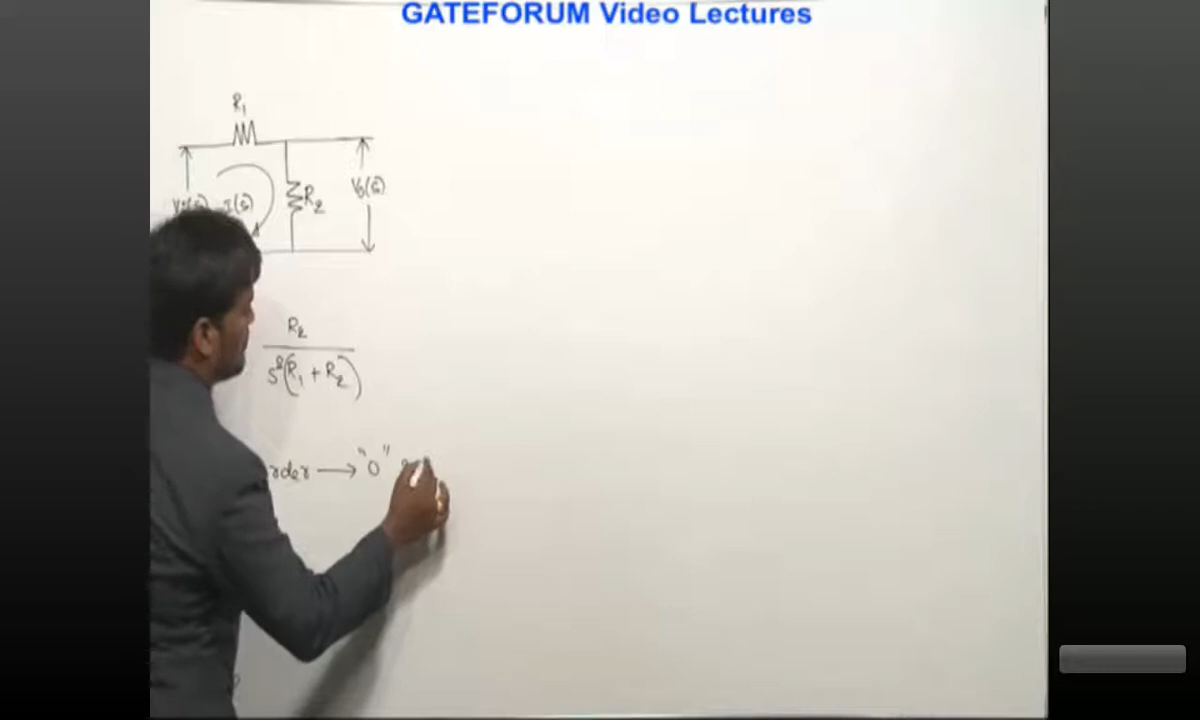 GATEFORUM Video Lectures
R₁
R₂
V₀(s)
I(s)
R₂
s⁰(R₁ + R₂)
rder → "0"